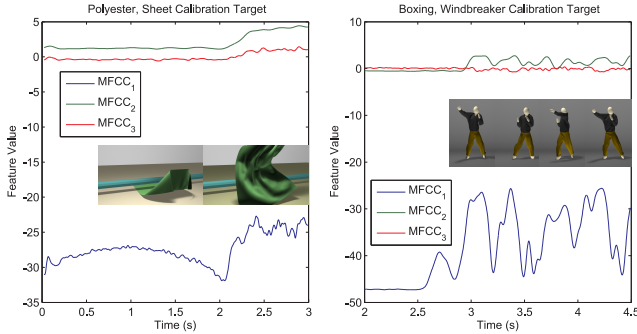 Polyester, Sheet Calibration Target
5
0
−5
−10
−15
−20
−25
−30
−35
Feature Value
MFCC1
MFCC2
MFCC3
0 0.5 1 1.5 2 2.5 3
Time (s)
Boxing, Windbreaker Calibration Target
10
0
−10
−20
−30
−40
−50
Feature Value
MFCC1
MFCC2
MFCC3
2 2.5 3 3.5 4 4.5
Time (s)